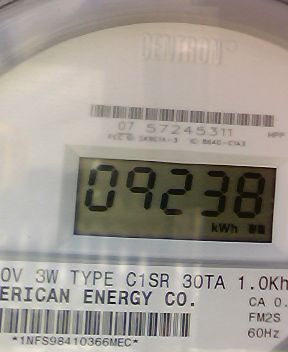 CENTRON®
07 57245311
09238
kWh
0V 3W TYPE C1SR 30TA 1.0Kh
ERICAN ENERGY CO.
CA 0.
FM2S
60Hz
*1NFS98410366MEC*